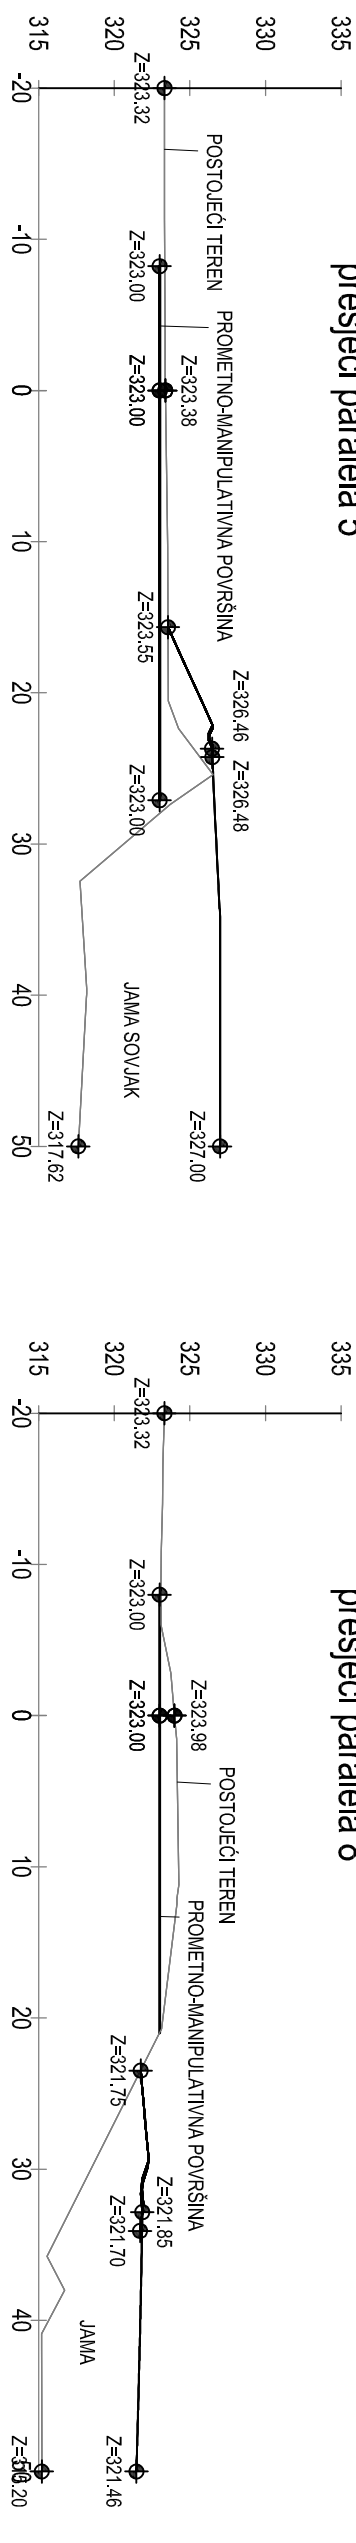 presjeci paralela 5
335
330
325
320
315
-20
-10
0
10
20
30
40
50
Z=323.32
POSTOJEĆI TEREN
Z=323.00
PROMETNO-MANIPULATIVNA POVRŠINA
Z=323.38
Z=323.00
Z=323.55
Z=326.46
Z=326.48
Z=323.00
JAMA SOVJAK
Z=327.00
Z=317.62
335
330
325
320
315
-20
-10
0
10
20
30
40
50
Z=323.32
Z=323.00
Z=323.98
Z=323.00
POSTOJEĆI TEREN
PROMETNO-MANIPULATIVNA POVRŠINA
Z=321.75
Z=321.85
Z=321.70
JAMA
Z=321.46
presjeci paralela